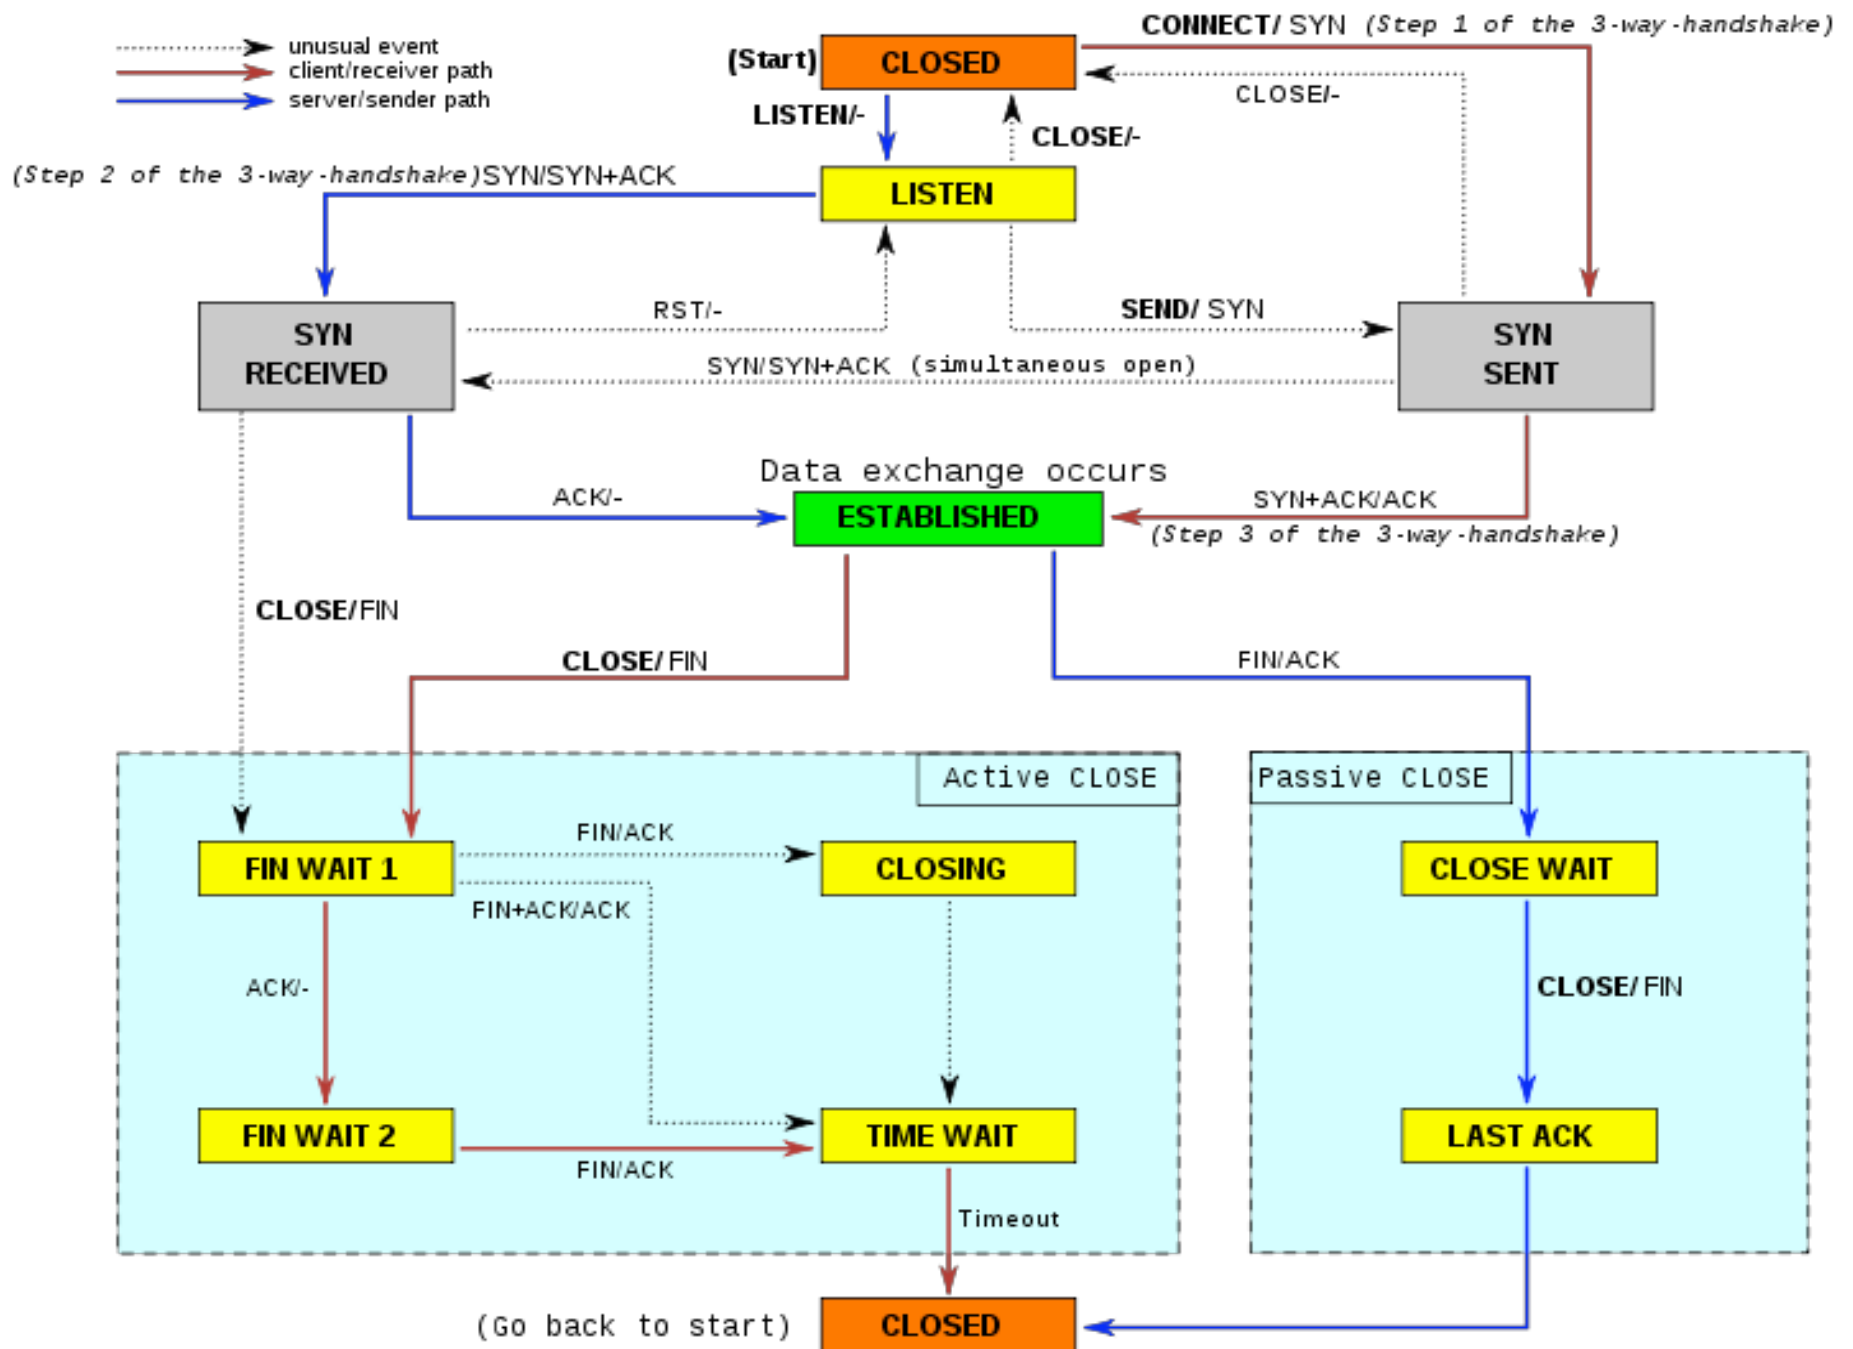 CONNECT/ SYN (Step 1 of the 3-way-handshake)
unusual event
client/receiver path
server/sender path
(Start)
CLOSED
CLOSE/-
LISTEN/-
CLOSE/-
(Step 2 of the 3-way-handshake)SYN/SYN+ACK
LISTEN
RST/-
SEND/ SYN
SYN
RECEIVED
SYN
SENT
SYN/SYN+ACK (simultaneous open)
Data exchange occurs
ACK/-
ESTABLISHED
SYN+ACK/ACK
(Step 3 of the 3-way-handshake)
CLOSE/FIN
CLOSE/ FIN
FIN/ACK
Active CLOSE
Passive CLOSE
FIN/ACK
FIN WAIT 1
CLOSING
CLOSE WAIT
FIN+ACK/ACK
ACK/-
CLOSE/ FIN
FIN WAIT 2
TIME WAIT
LAST ACK
FIN/ACK
Timeout
(Go back to start)
CLOSED